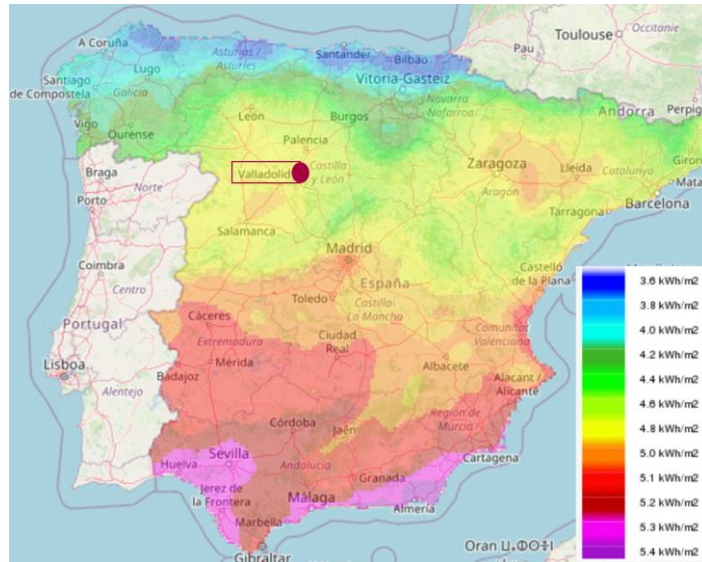 Toulouse
Occitanie
A Coruña
Asturias /
Asturies
Santander
Bilbao
Pau
Lugo
Vitoria-Gasteiz
Santiago
de Compostela
Galicia
León
Burgos
Navarra
Nafarroa
Andorra
Perpig
Vigo
Ourense
Palencia
Giron
Braga
Norte
Valladolid
Castilla
y León
Zaragoza
Lleida
Catalunya
Mata
Porto
Aragón
Barcelona
Salamanca
Tarragona
Madrid
Coimbra
España
Castelló
de la Plana
Centro
Toledo
Castilla-
La Mancha
Cáceres
Portugal
Extremadura
Ciudad
Real
Comunitat
Valenciana
Lisboa
Mérida
Albacete
Badajoz
Alacant /
Alicante
Alentejo
Córdoba
Región de
Murcia
Jaén
Sevilla
Cartagena
Huelva
Andalucía
Granada
Jerez de
la Frontera
Málaga
Almería
Marbella
Gibraltar
Oran ⵡⴰⵀⵔⴰⵏ
3.6 kWh/m2
3.8 kWh/m2
4.0 kWh/m2
4.2 kWh/m2
4.4 kWh/m2
4.6 kWh/m2
4.8 kWh/m2
5.0 kWh/m2
5.1 kWh/m2
5.2 kWh/m2
5.3 kWh/m2
5.4 kWh/m2